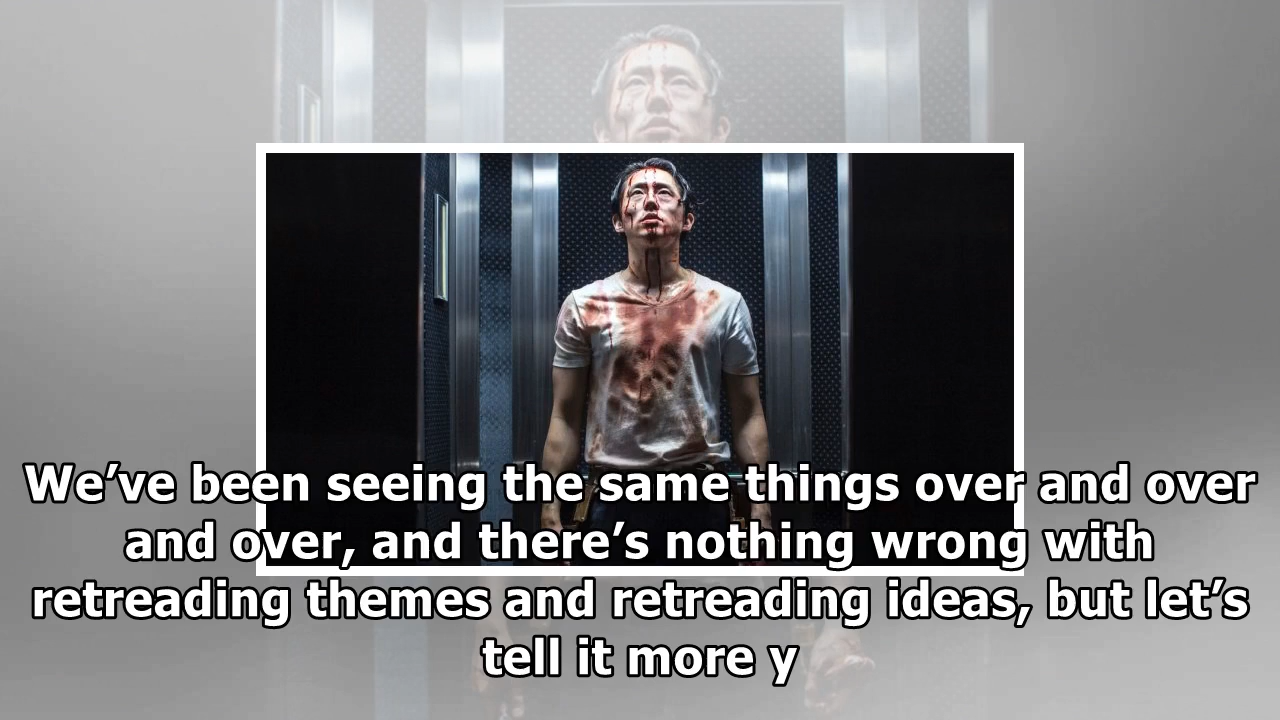 We’ve been seeing the same things over and over
and over, and there’s nothing wrong with
retreading themes and retreading ideas, but let’s
tell it more y